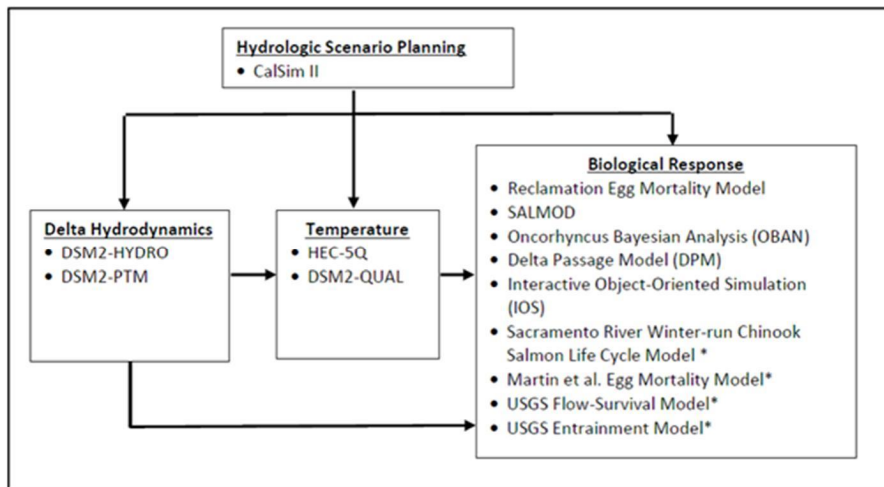 Hydrologic Scenario Planning
• CalSim II
Delta Hydrodynamics
• DSM2-HYDRO
• DSM2-PTM
Temperature
• HEC-5Q
• DSM2-QUAL
Biological Response
• Reclamation Egg Mortality Model
• SALMOD
• Oncorhyncus Bayesian Analysis (OBAN)
• Delta Passage Model (DPM)
• Interactive Object-Oriented Simulation
(IOS)
• Sacramento River Winter-run Chinook
Salmon Life Cycle Model *
• Martin et al. Egg Mortality Model*
• USGS Flow-Survival Model*
• USGS Entrainment Model*